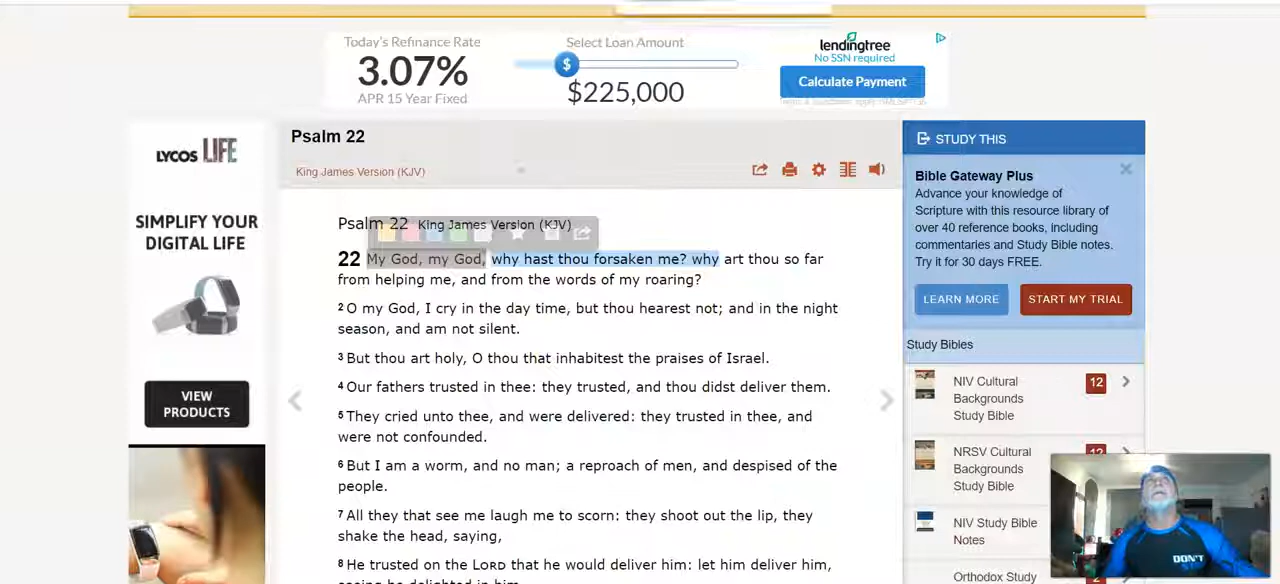 Today's Refinance Rate
3.07%
APR 15 Year Fixed
Select Loan Amount
$
$225,000
lendingtree
No SSN required
Calculate Payment
LYCOS LIFE
SIMPLIFY YOUR
DIGITAL LIFE
VIEW
PRODUCTS
Psalm 22
King James Version (KJV)
Psalm 22 King James Version (KJV)
22 My God, my God, why hast thou forsaken me? why art thou so far
from helping me, and from the words of my roaring?
2 O my God, I cry in the day time, but thou hearest not; and in the night
season, and am not silent.
3 But thou art holy, O thou that inhabitest the praises of Israel.
4 Our fathers trusted in thee: they trusted, and thou didst deliver them.
5 They cried unto thee, and were delivered: they trusted in thee, and
were not confounded.
6 But I am a worm, and no man; a reproach of men, and despised of the
people.
7 All they that see me laugh me to scorn: they shoot out the lip, they
shake the head, saying,
8 He trusted on the LORD that he would deliver him: let him deliver him,
seeing he delighted in him.
STUDY THIS
Bible Gateway Plus
Advance your knowledge of
Scripture with this resource library of
over 40 reference books, including
commentaries and Study Bible notes.
Try it for 30 days FREE.
LEARN MORE
START MY TRIAL
Study Bibles
NIV Cultural
Backgrounds
Study Bible
12
NRSV Cultural
Backgrounds
Study Bible
12
NIV Study Bible
Notes
Orthodox Study
DON'T